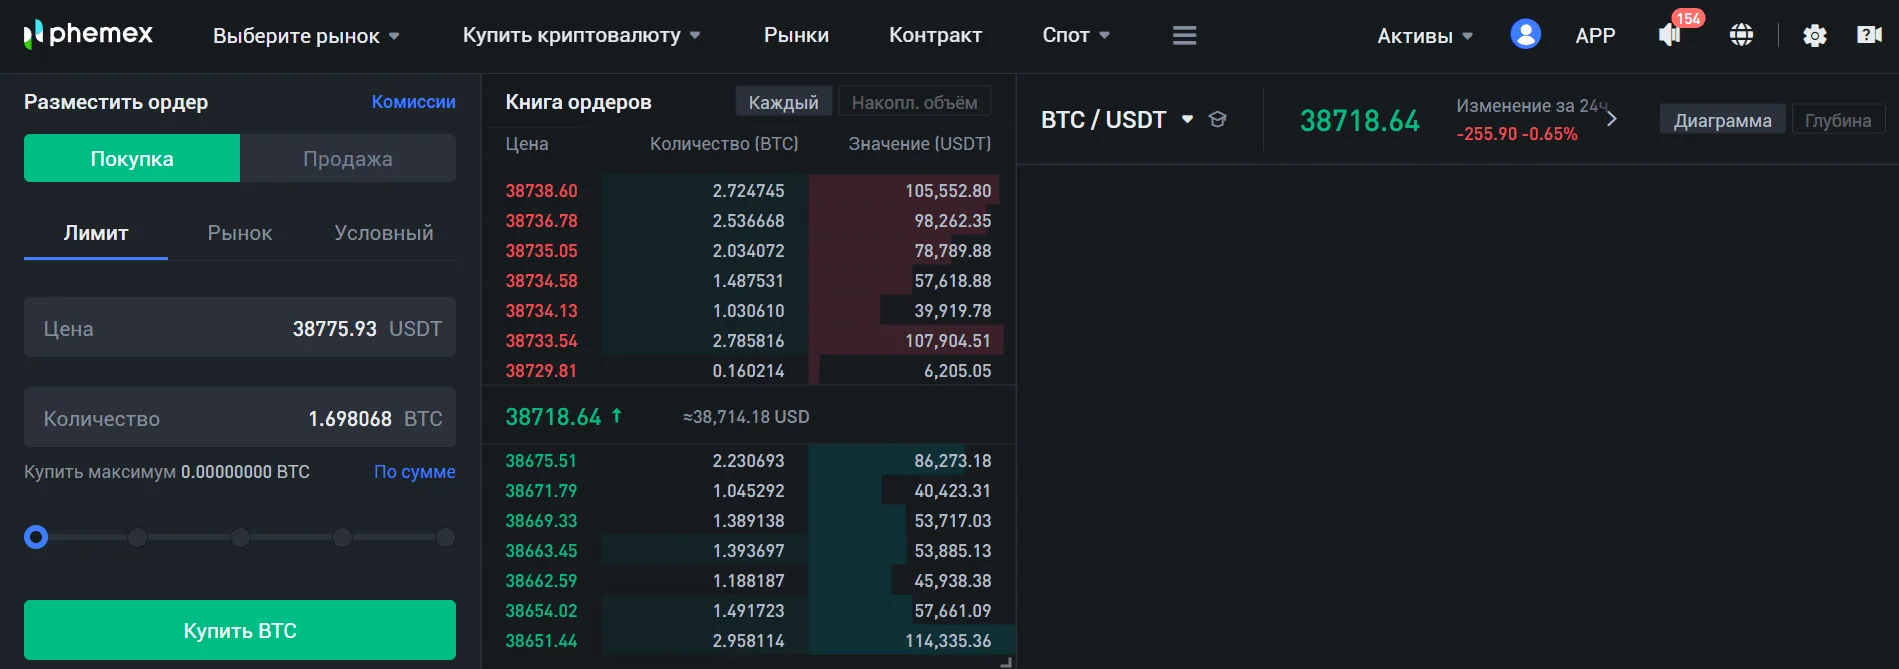 phemex
Выберите рынок
Купить криптовалюту
Рынки
Контракт
Спот
Активы
APP
154
Разместить ордер
Комиссии
Покупка
Продажа
Лимит
Рынок
Условный
Цена 38775.93 USDT
Количество 1.698068 BTC
Купить максимум 0.00000000 BTC
По сумме
Купить BTC
Книга ордеров
Каждый
Накопл. объём
Цена Количество (BTC) Значение (USDT)
38738.60 2.724745 105,552.80
38736.78 2.536668 98,262.35
38735.05 2.034072 78,789.88
38734.58 1.487531 57,618.88
38734.13 1.030610 39,919.78
38733.54 2.785816 107,904.51
38729.81 0.160214 6,205.05
38718.64 ↑ ≈38,714.18 USD
38675.51 2.230693 86,273.18
38671.79 1.045292 40,423.31
38669.33 1.389138 53,717.03
38663.45 1.393697 53,885.13
38662.59 1.188187 45,938.38
38654.02 1.491723 57,661.09
38651.44 2.958114 114,335.36
BTC / USDT
38718.64
Изменение за 24ч
-255.90 -0.65%
Диаграмма
Глубина